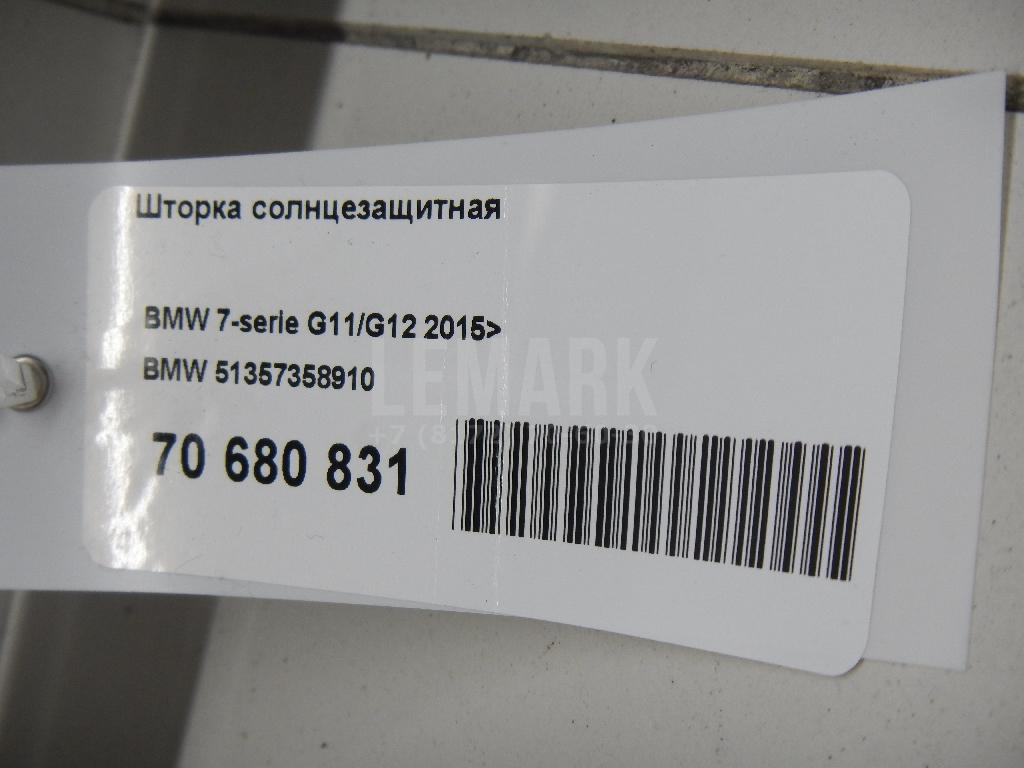 Шторка солнцезащитная
BMW 7-serie G11/G12 2015>
BMW 51357358910
LEMARK
70 680 831